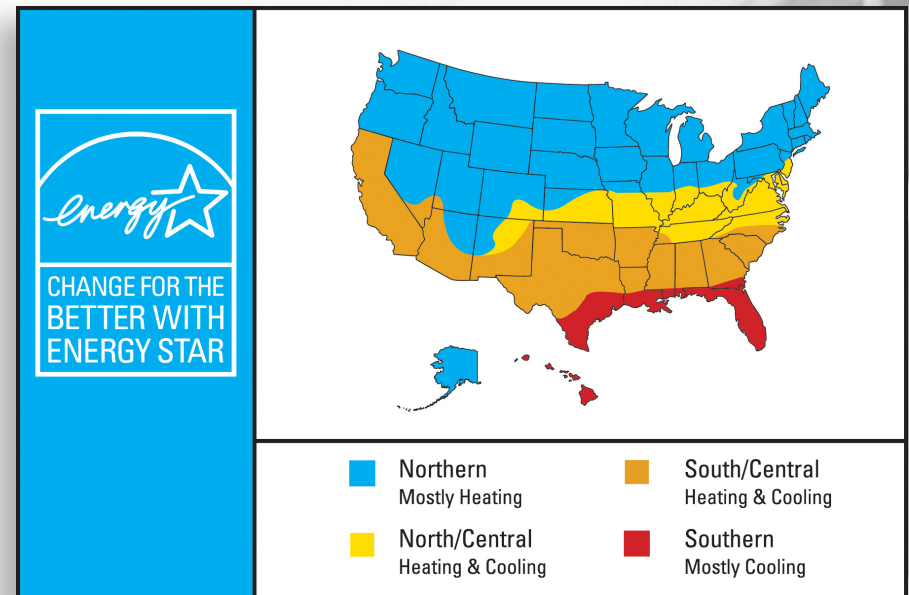 energy
CHANGE FOR THE
BETTER WITH
ENERGY STAR
Northern
Mostly Heating
North/Central
Heating & Cooling
South/Central
Heating & Cooling
Southern
Mostly Cooling